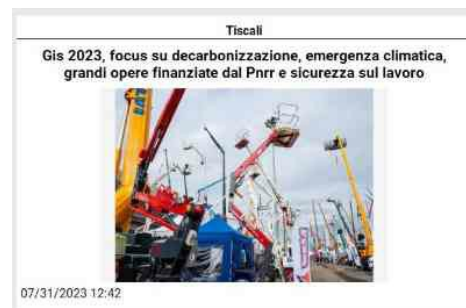 Tiscali
Gis 2023, focus su decarbonizzazione, emergenza climatica,
grandi opere finanziate dal Pnrr e sicurezza sul lavoro
07/31/2023 12:42